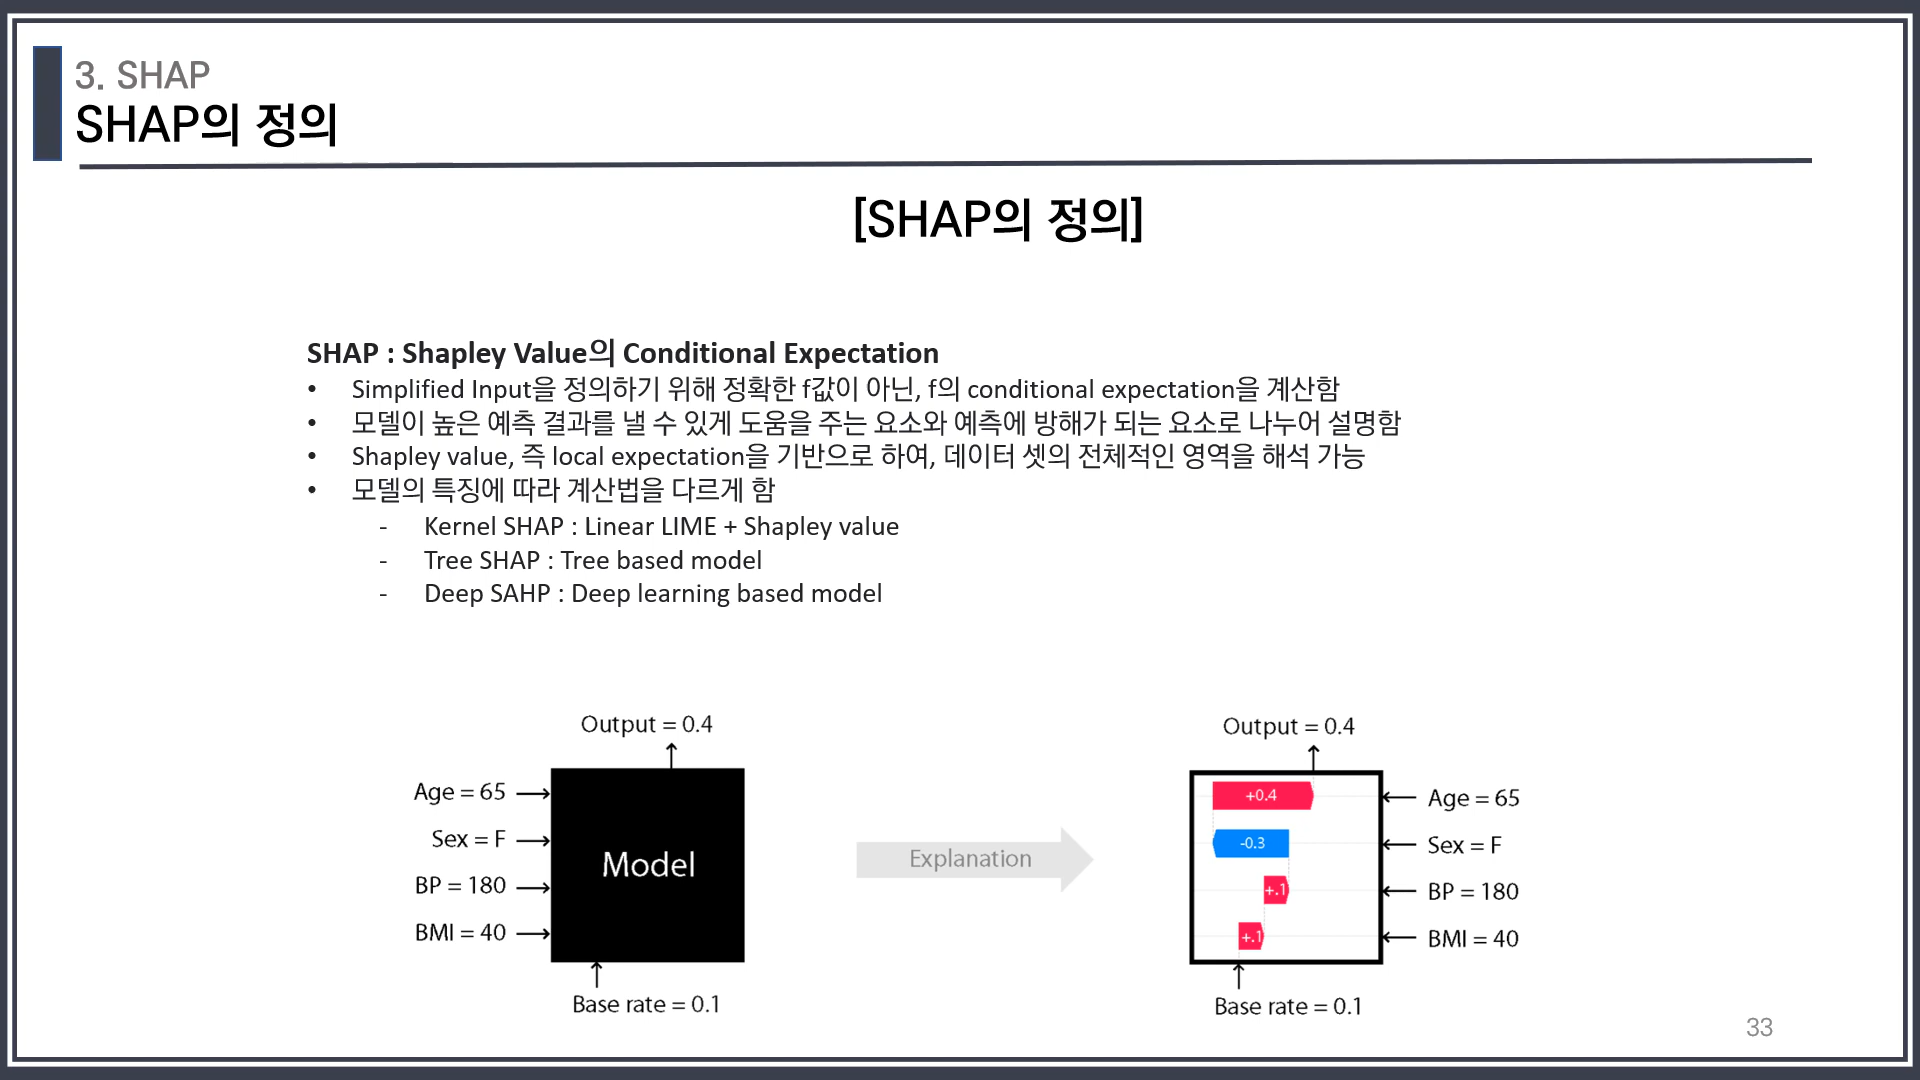 3. SHAP
SHAP의 정의
[SHAP의 정의]
SHAP : Shapley Value의 Conditional Expectation
• Simplified Input을 정의하기 위해 정확한 f값이 아닌, f의 conditional expectation을 계산함
• 모델이 높은 예측 결과를 낼 수 있게 도움을 주는 요소와 예측에 방해가 되는 요소로 나누어 설명함
• Shapley value, 즉 local expectation을 기반으로 하여, 데이터 셋의 전체적인 영역을 해석 가능
• 모델의 특징에 따라 계산법을 다르게 함
- Kernel SHAP : Linear LIME + Shapley value
- Tree SHAP : Tree based model
- Deep SAHP : Deep learning based model
Output = 0.4
Age = 65
Sex = F
BP = 180
BMI = 40
Model
Base rate = 0.1
Explanation
Output = 0.4
+0.4
-0.3
+.1
+.1
Age = 65
Sex = F
BP = 180
BMI = 40
Base rate = 0.1
33